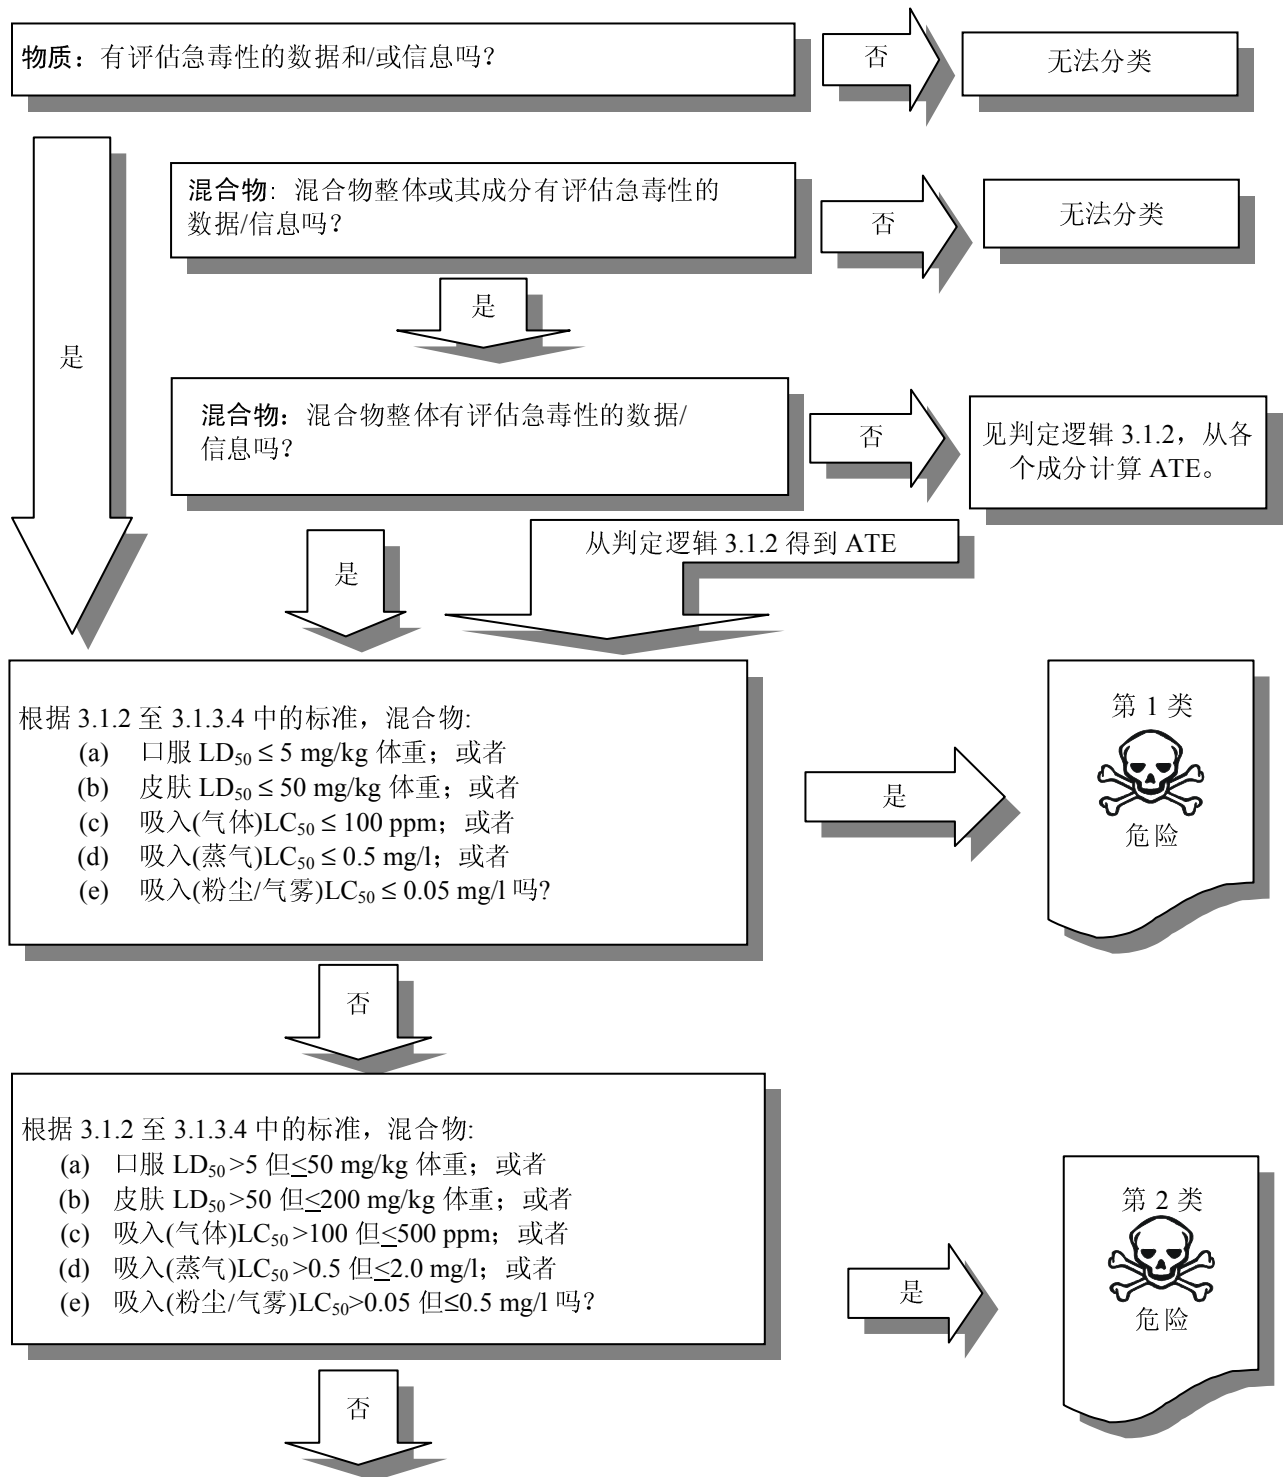 物质：有评估急毒性的数据和/或信息吗？
否
无法分类
混合物：混合物整体或其成分有评估急毒性的
数据/信息吗？
否
无法分类
是
是
混合物：混合物整体有评估急毒性的数据/
信息吗？
否
见判定逻辑 3.1.2，从各
个成分计算 ATE。
从判定逻辑 3.1.2 得到 ATE
是
根据 3.1.2 至 3.1.3.4 中的标准，混合物:
(a) 口服 LD₅₀ ≤ 5 mg/kg 体重；或者
(b) 皮肤 LD₅₀ ≤ 50 mg/kg 体重；或者
(c) 吸入(气体)LC₅₀ ≤ 100 ppm；或者
(d) 吸入(蒸气)LC₅₀ ≤ 0.5 mg/l；或者
(e) 吸入(粉尘/气雾)LC₅₀ ≤ 0.05 mg/l 吗?
是
第 1 类
危险
否
根据 3.1.2 至 3.1.3.4 中的标准，混合物:
(a) 口服 LD₅₀ >5 但≤50 mg/kg 体重；或者
(b) 皮肤 LD₅₀ >50 但≤200 mg/kg 体重；或者
(c) 吸入(气体)LC₅₀ >100 但≤500 ppm；或者
(d) 吸入(蒸气)LC₅₀ >0.5 但≤2.0 mg/l；或者
(e) 吸入(粉尘/气雾)LC₅₀>0.05 但≤0.5 mg/l 吗？
是
第 2 类
危险
否